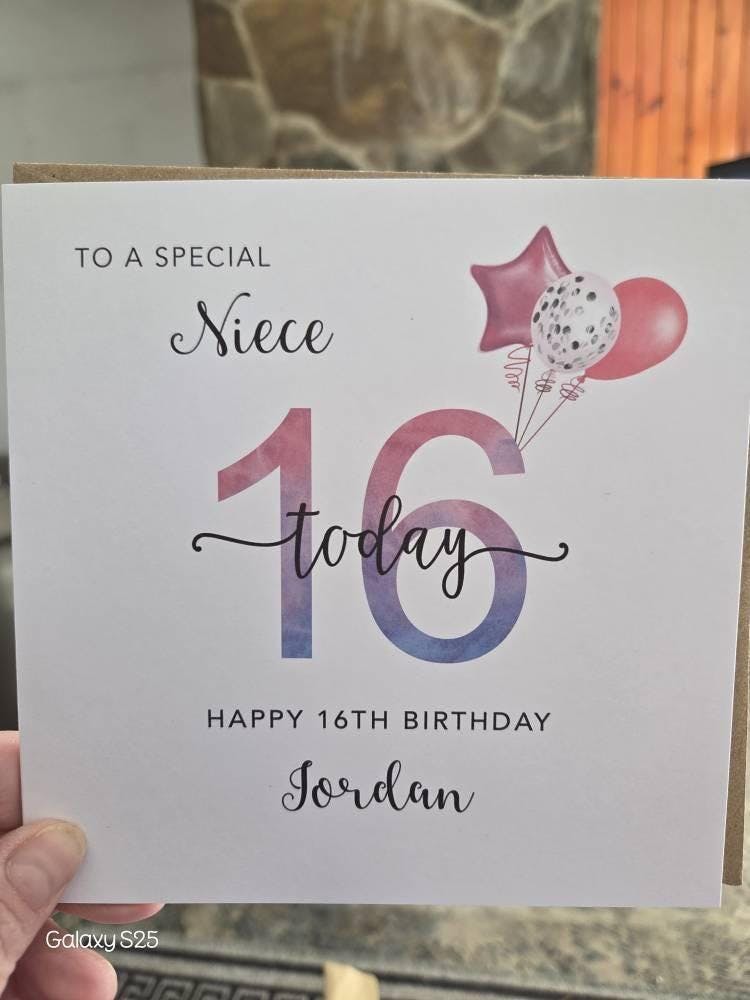 TO A SPECIAL
Niece
16
today
HAPPY 16TH BIRTHDAY
Jordan
Galaxy S25